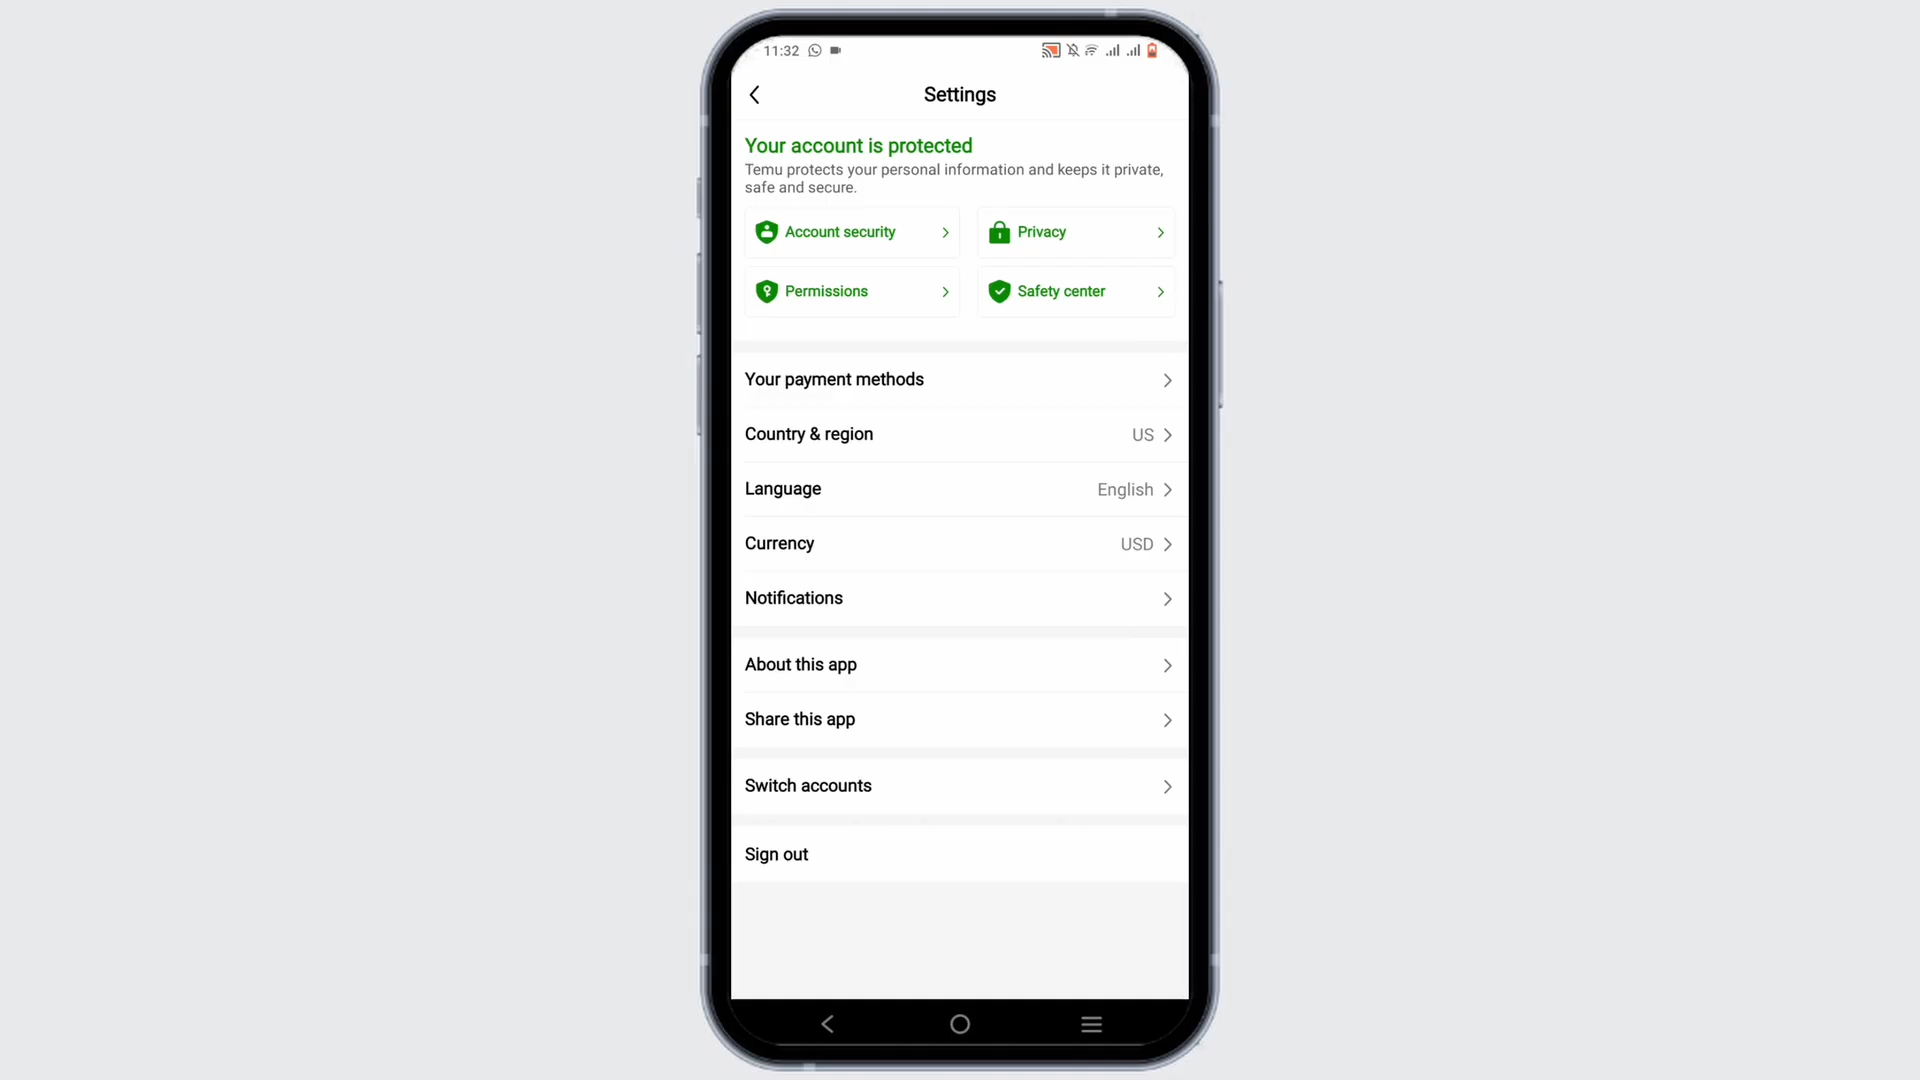 11:32
Settings
Your account is protected
Temu protects your personal information and keeps it private,
safe and secure.
Account security
Privacy
Permissions
Safety center
Your payment methods
Country & region US
Language English
Currency USD
Notifications
About this app
Share this app
Switch accounts
Sign out